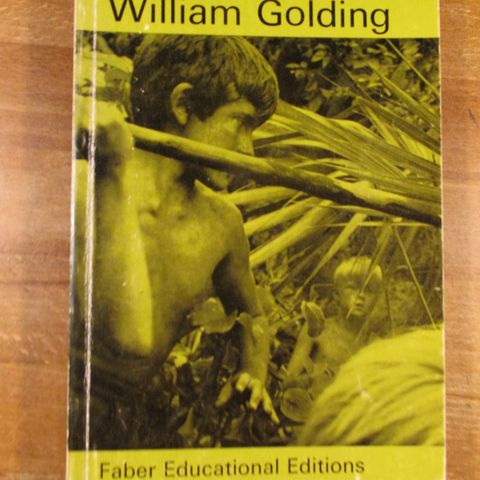 William Golding
Faber Educational Editions